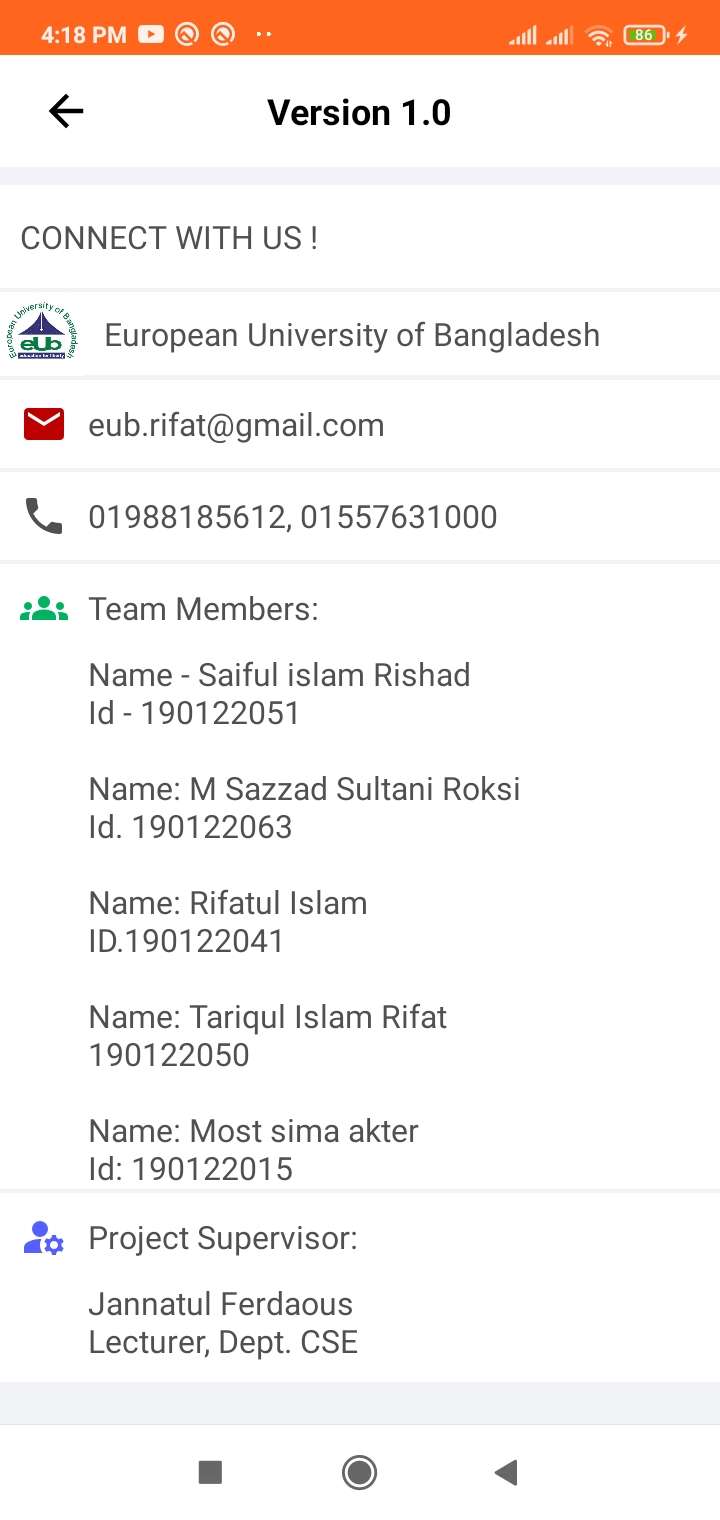 4:18 PM
86
Version 1.0
CONNECT WITH US !
European University of Bangladesh
eUb
education for liberty
European University of Bangladesh
eub.rifat@gmail.com
01988185612, 01557631000
Team Members:
Name - Saiful islam Rishad
Id - 190122051
Name: M Sazzad Sultani Roksi
Id. 190122063
Name: Rifatul Islam
ID.190122041
Name: Tariqul Islam Rifat
190122050
Name: Most sima akter
Id: 190122015
Project Supervisor:
Jannatul Ferdaous
Lecturer, Dept. CSE